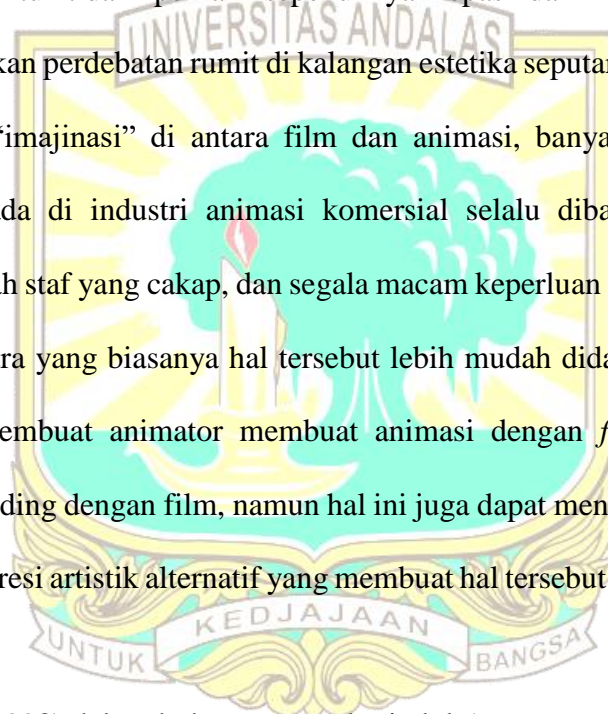 UNIVERSITAS ANDALAS
kan perdebatan rumit di kalangan estetika seputar
“imajinasi” di antara film dan animasi, banya
da di industri animasi komersial selalu diba
ah staf yang cakap, dan segala macam keperluan
ra yang biasanya hal tersebut lebih mudah dida
embuat animator membuat animasi dengan f
ding dengan film, namun hal ini juga dapat men
resi artistik alternatif yang membuat hal tersebut
UNTUK KEDJAJAAN BANGSA